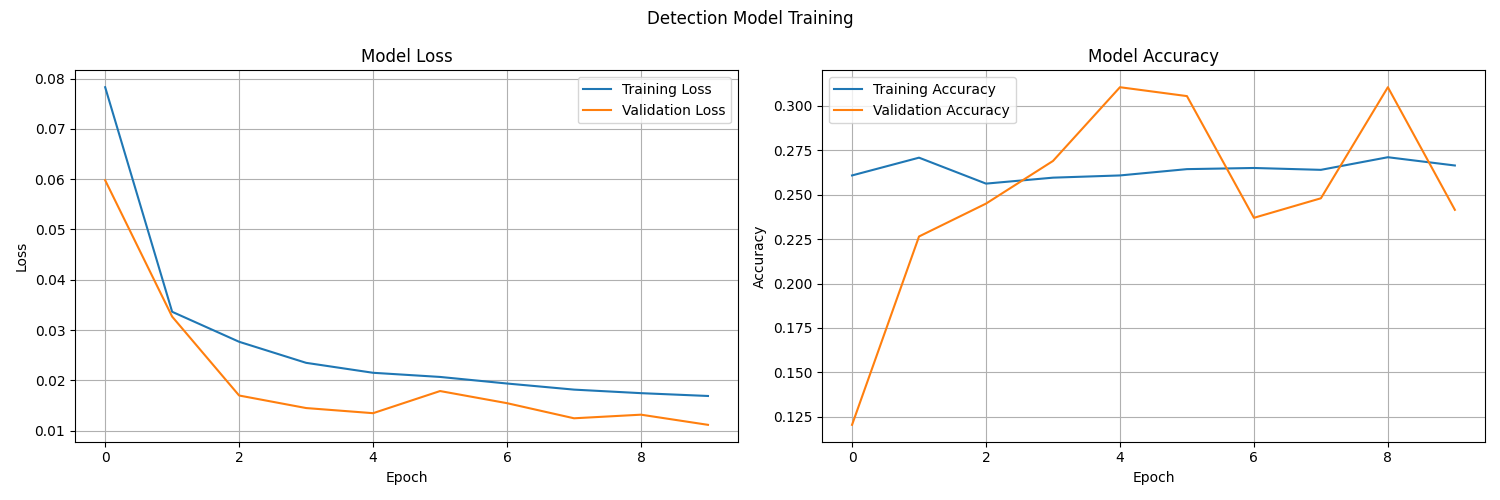 Detection Model Training
Model Loss
0.08
0.07
0.06
0.05
0.04
0.03
0.02
0.01
Loss
0 2 4 6 8
Epoch
Training Loss
Validation Loss
Model Accuracy
0.300
0.275
0.250
0.225
0.200
0.175
0.150
0.125
Accuracy
0 2 4 6 8
Epoch
Training Accuracy
Validation Accuracy